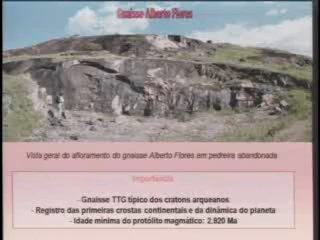 Gnaisse Alberto Flores
Vista geral do afloramento do gnaisse Alberto Flores em pedreira abandonada
Importância
- Gnaisse TTG típico dos cratons arqueanos
- Registro das primeiras crostas continentais e da dinâmica do planeta
- Idade mínima do protólito magmático: 2.920 Ma